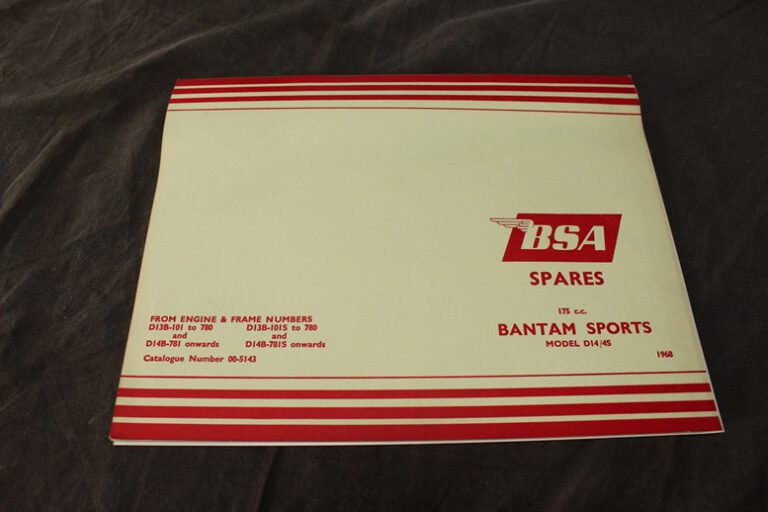 BSA
SPARES
175 c.c.
BANTAM SPORTS
MODEL D14/4S
1968
FROM ENGINE & FRAME NUMBERS
D13B-101 to 780 D13B-101S to 780
and and
D14B-781 onwards D14B-781S onwards
Catalogue Number 00-5143